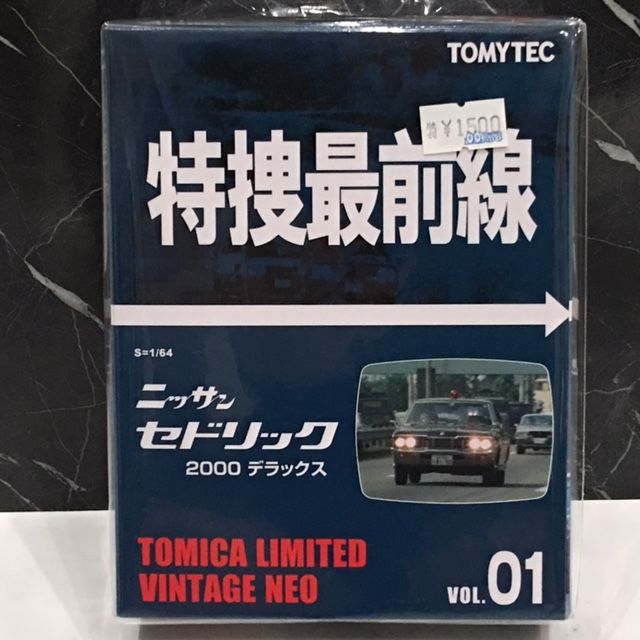 TOMYTEC
特 ¥1500
特捜最前線
S=1/64
ニッサン
セドリック
2000 デラックス
TOMICA LIMITED
VINTAGE NEO
VOL.01